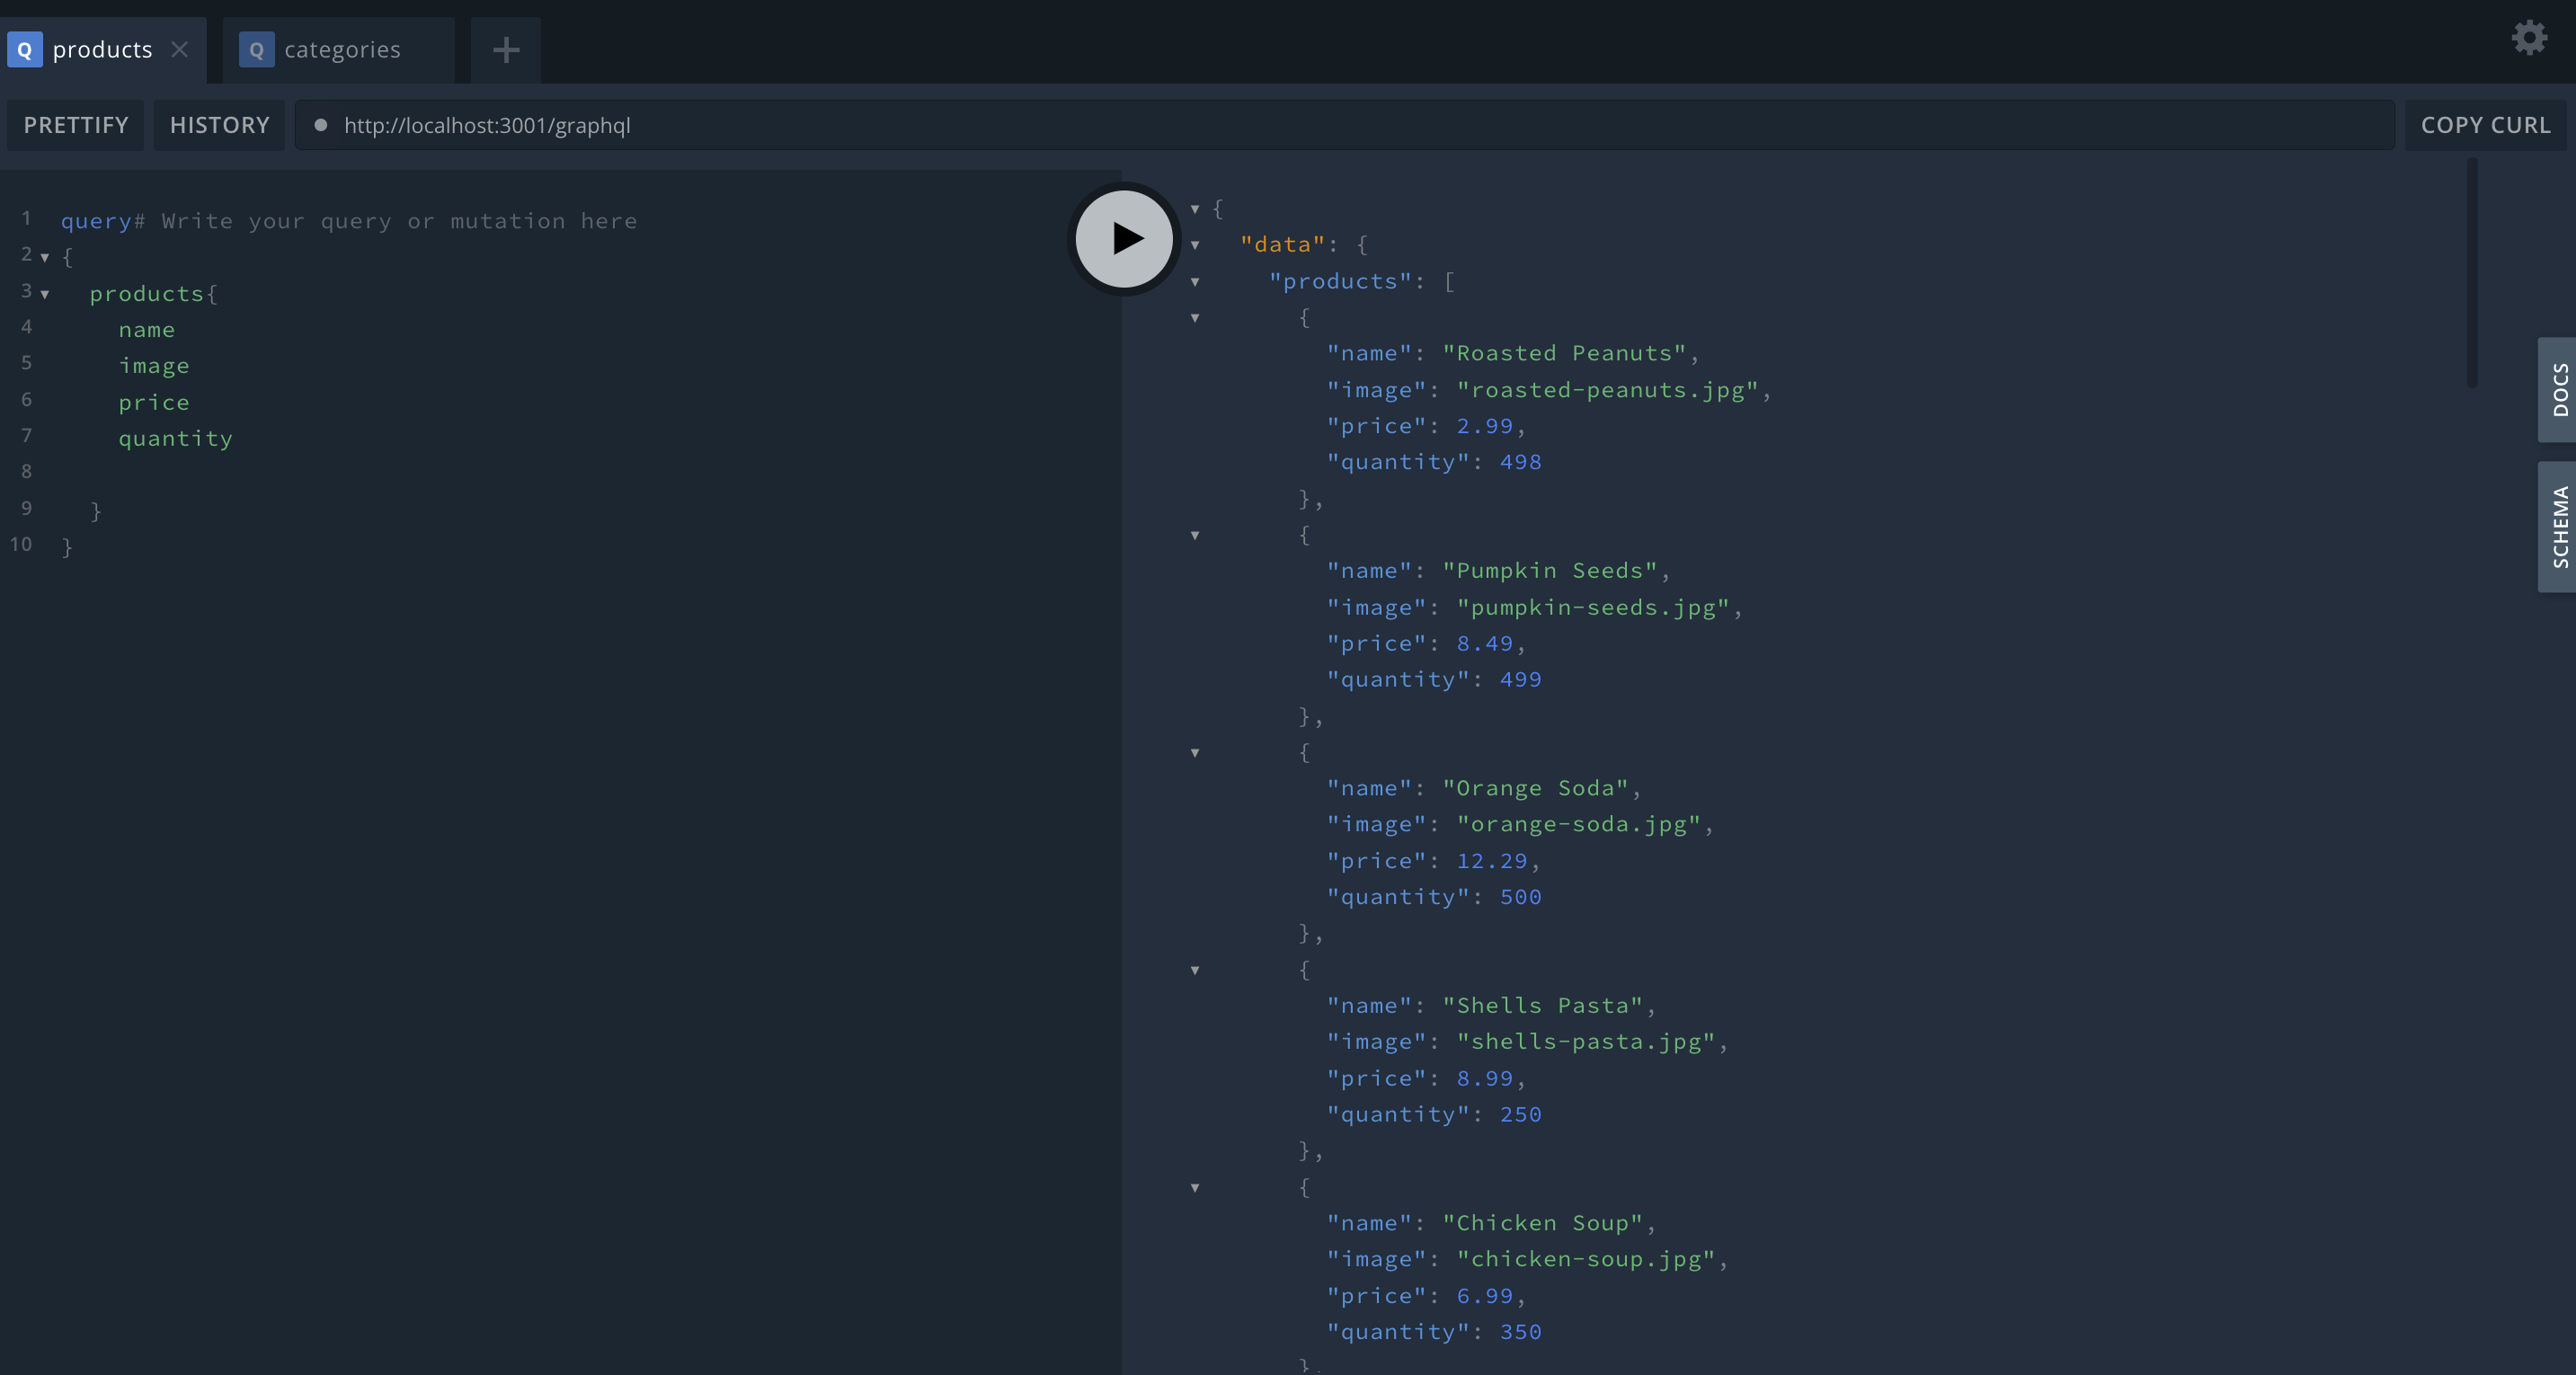 Q products × Q categories +
PRETTIFY HISTORY http://localhost:3001/graphql COPY CURL
1 query# Write your query or mutation here
2 {
3 products{
4 name
5 image
6 price
7 quantity
8
9 }
10 }
{
"data": {
"products": [
{
"name": "Roasted Peanuts",
"image": "roasted-peanuts.jpg",
"price": 2.99,
"quantity": 498
},
{
"name": "Pumpkin Seeds",
"image": "pumpkin-seeds.jpg",
"price": 8.49,
"quantity": 499
},
{
"name": "Orange Soda",
"image": "orange-soda.jpg",
"price": 12.29,
"quantity": 500
},
{
"name": "Shells Pasta",
"image": "shells-pasta.jpg",
"price": 8.99,
"quantity": 250
},
{
"name": "Chicken Soup",
"image": "chicken-soup.jpg",
"price": 6.99,
"quantity": 350
},
DOCS
SCHEMA